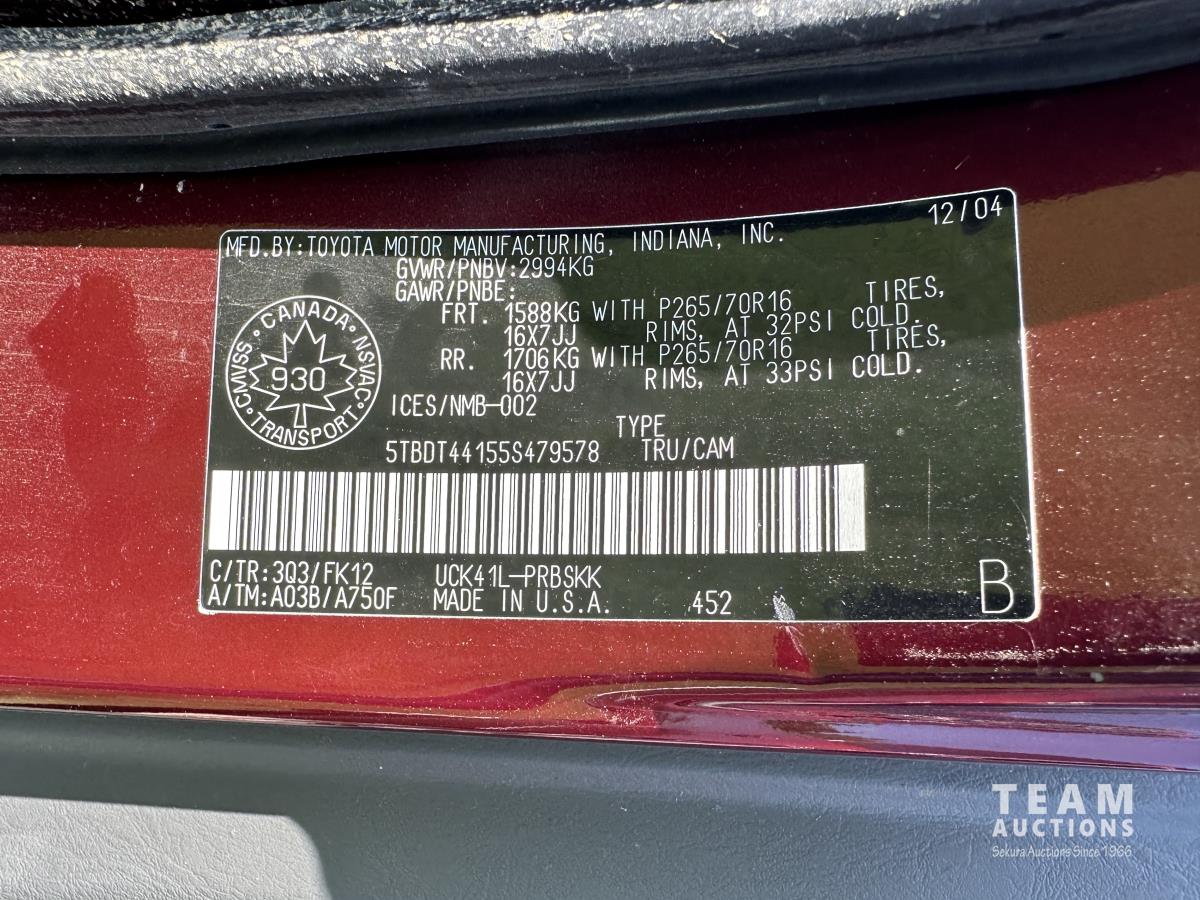 12/04
MFD.BY:TOYOTA MOTOR MANUFACTURING, INDIANA, INC.
GVWR/PNBV:2994KG
GAWR/PNBE:
FRT. 1588KG WITH P265/70R16 TIRES,
16X7JJ RIMS, AT 32PSI COLD.
RR. 1706KG WITH P265/70R16 TIRES,
16X7JJ RIMS, AT 33PSI COLD.
CANADA · NSVAC · TRANSPORT · CMVSS ·
930
ICES/NMB-002
TYPE
5TBDT44155S479578 TRU/CAM
C/TR:3Q3/FK12 UCK41L-PRBSKK
A/TM:A03B/A750F MADE IN U.S.A. 452 B
TEAM
AUCTIONS
Sekura Auctions Since 1966